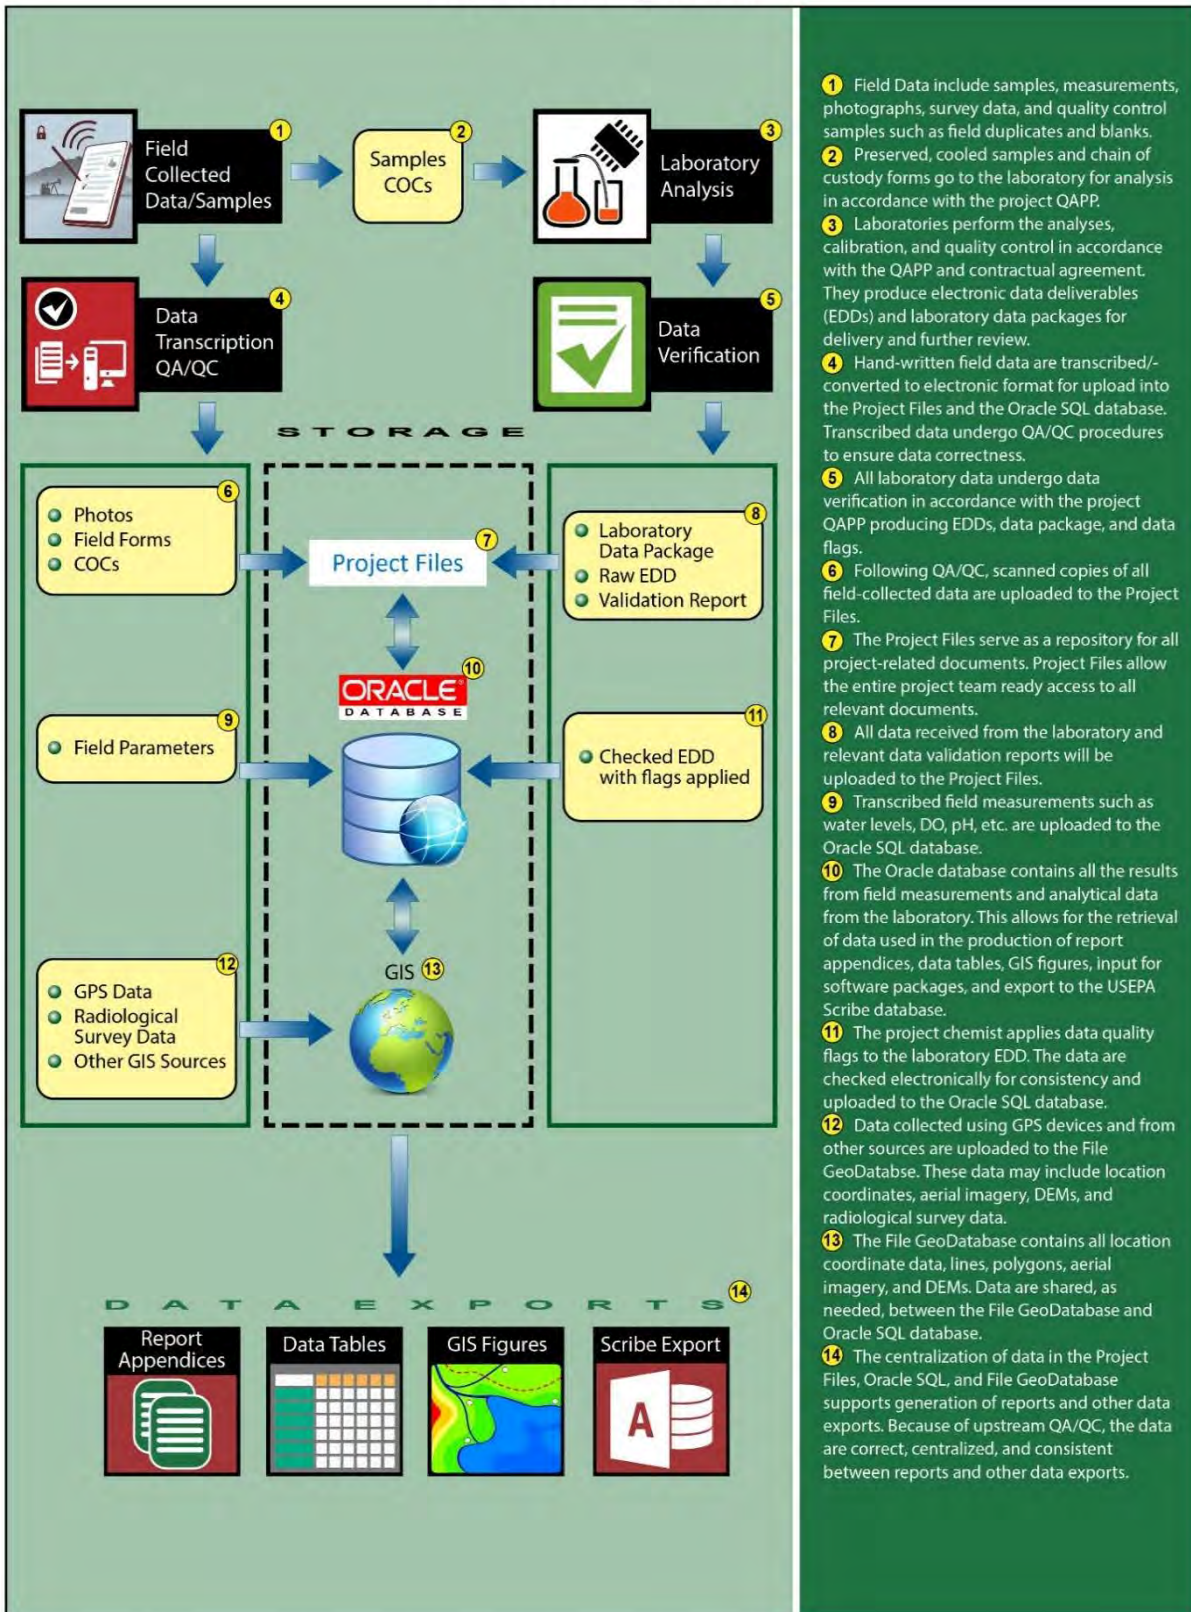 1
Field
Collected
Data/Samples
2
Samples
COCs
3
Laboratory
Analysis
4
Data
Transcription
QA/QC
5
Data
Verification
STORAGE
6
Photos
Field Forms
COCs
7
Project Files
8
Laboratory
Data Package
Raw EDD
Validation Report
9
Field Parameters
10
ORACLE
DATABASE
11
Checked EDD
with flags applied
12
GPS Data
Radiological
Survey Data
Other GIS Sources
GIS 13
DATA EXPORTS 14
Report
Appendices
Data Tables
GIS Figures
Scribe Export
A
1 Field Data include samples, measurements,
photographs, survey data, and quality control
samples such as field duplicates and blanks.
2 Preserved, cooled samples and chain of
custody forms go to the laboratory for analysis
in accordance with the project QAPP.
3 Laboratories perform the analyses,
calibration, and quality control in accordance
with the QAPP and contractual agreement.
They produce electronic data deliverables
(EDDs) and laboratory data packages for
delivery and further review.
4 Hand-written field data are transcribed/-
converted to electronic format for upload into
the Project Files and the Oracle SQL database.
Transcribed data undergo QA/QC procedures
to ensure data correctness.
5 All laboratory data undergo data
verification in accordance with the project
QAPP producing EDDs, data package, and data
flags.
6 Following QA/QC, scanned copies of all
field-collected data are uploaded to the Project
Files.
7 The Project Files serve as a repository for all
project-related documents. Project Files allow
the entire project team ready access to all
relevant documents.
8 All data received from the laboratory and
relevant data validation reports will be
uploaded to the Project Files.
9 Transcribed field measurements such as
water levels, DO, pH, etc. are uploaded to the
Oracle SQL database.
10 The Oracle database contains all the results
from field measurements and analytical data
from the laboratory. This allows for the retrieval
of data used in the production of report
appendices, data tables, GIS figures, input for
software packages, and export to the USEPA
Scribe database.
11 The project chemist applies data quality
flags to the laboratory EDD. The data are
checked electronically for consistency and
uploaded to the Oracle SQL database.
12 Data collected using GPS devices and from
other sources are uploaded to the File
GeoDatabse. These data may include location
coordinates, aerial imagery, DEMs, and
radiological survey data.
13 The File GeoDatabase contains all location
coordinate data, lines, polygons, aerial
imagery, and DEMs. Data are shared, as
needed, between the File GeoDatabase and
Oracle SQL database.
14 The centralization of data in the Project
Files, Oracle SQL, and File GeoDatabase
supports generation of reports and other data
exports. Because of upstream QA/QC, the data
are correct, centralized, and consistent
between reports and other data exports.